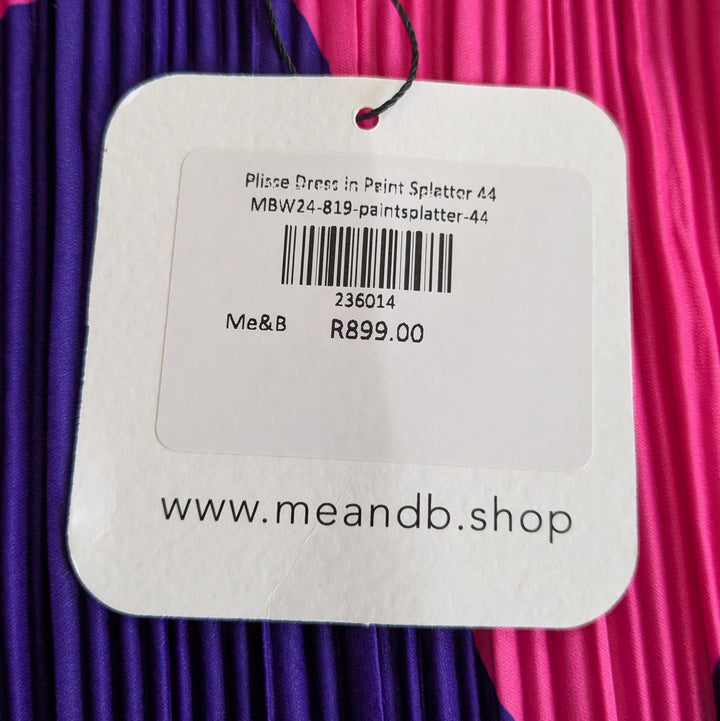 Plisse Dress in Paint Splatter 44
MBW24-819-paintsplatter-44
236014
Me&B R899.00
www.meandb.shop